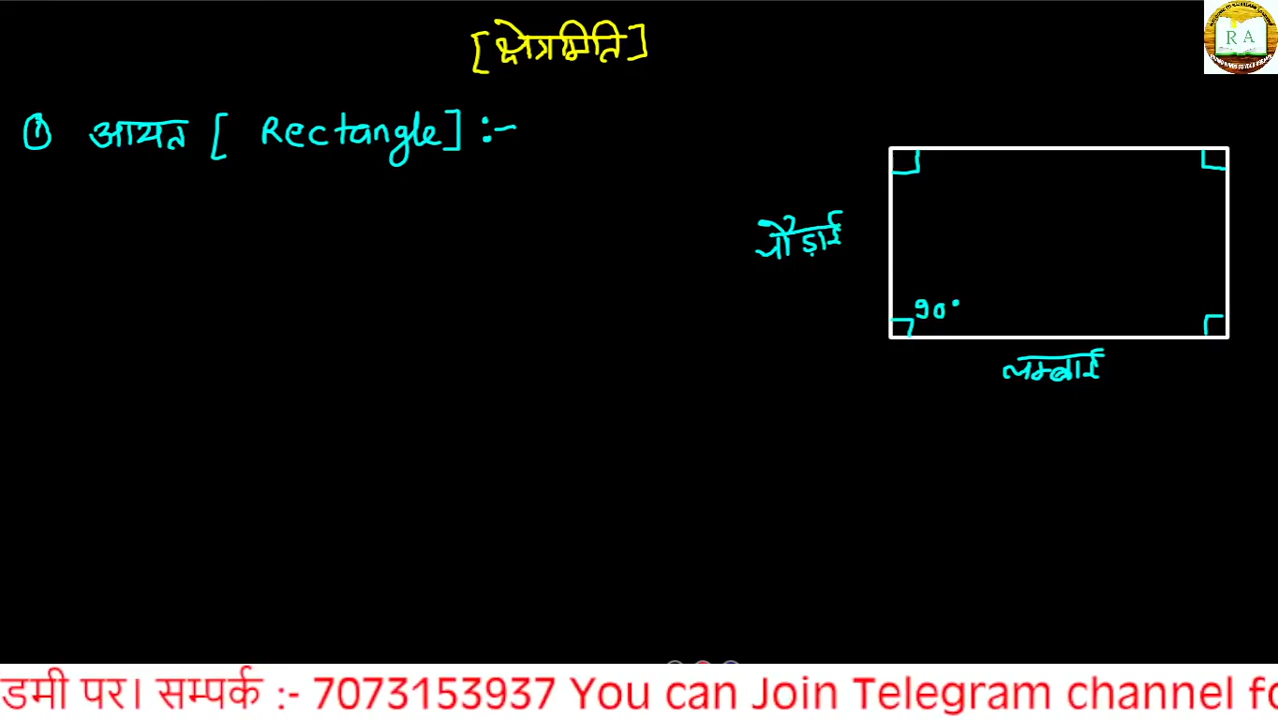 [क्षेत्रमिति]
① आयत [ Rectangle] :-
चौड़ाई
90°
लम्बाई
R A
डमी पर। सम्पर्क :- 7073153937 You can Join Telegram channel fo